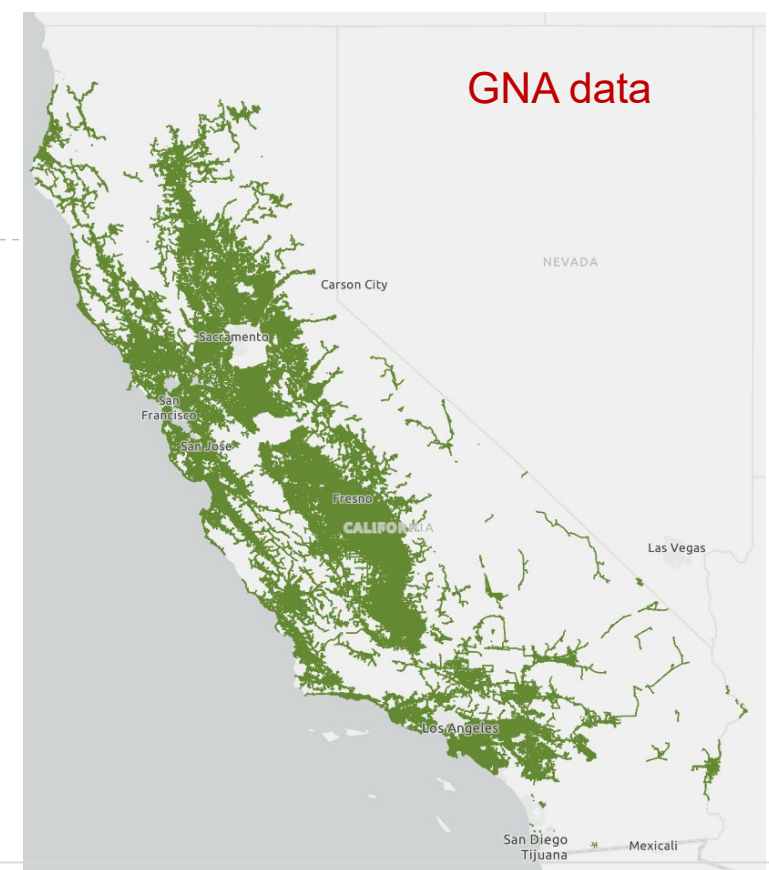 GNA data
NEVADA
Carson City
Sacramento
San
Francisco
San Jose
Fresno
CALIFORNIA
Las Vegas
Los Angeles
San Diego
Tijuana
Mexicali